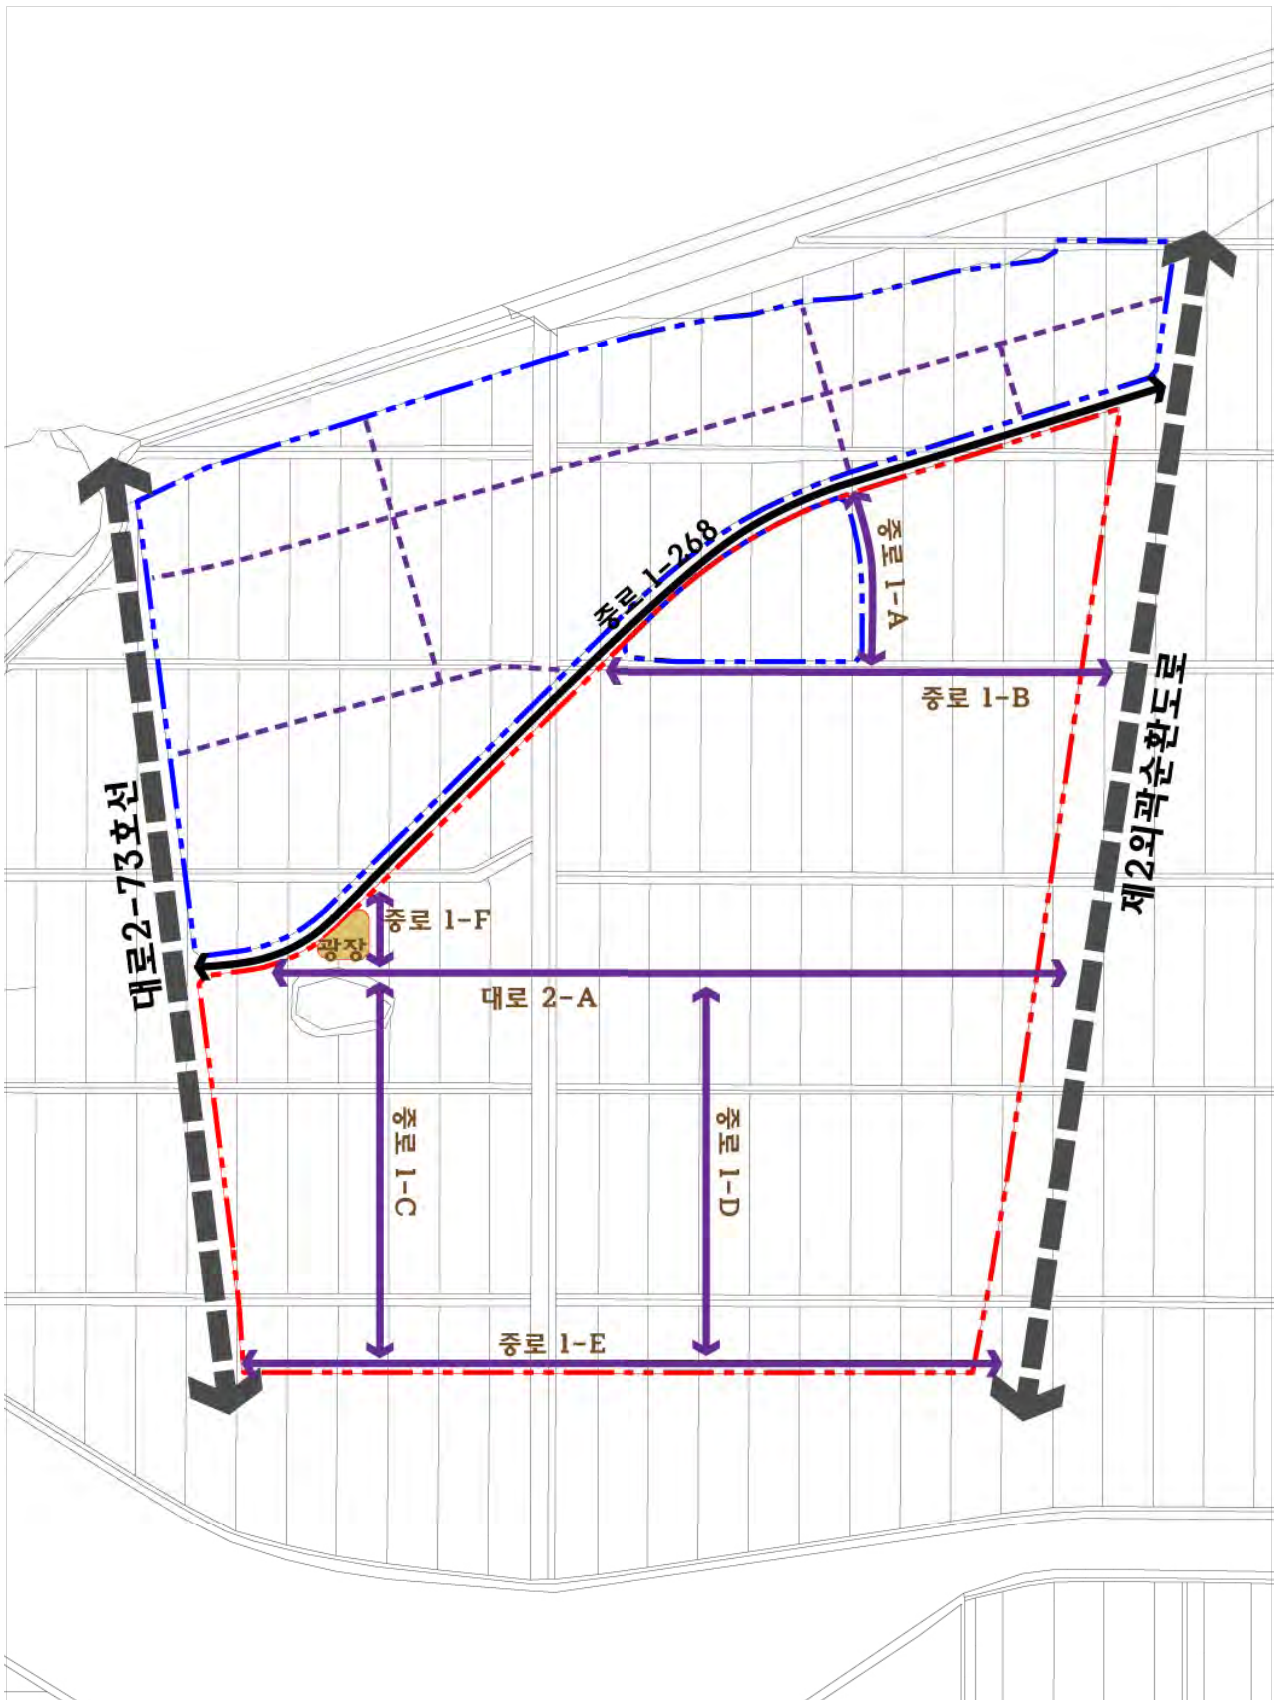 중로 1-268
중로 1-A
중로 1-B
제2외곽순환도로
대로2-73호선
중로 1-F
광장
대로 2-A
중로 1-C
중로 1-D
중로 1-E